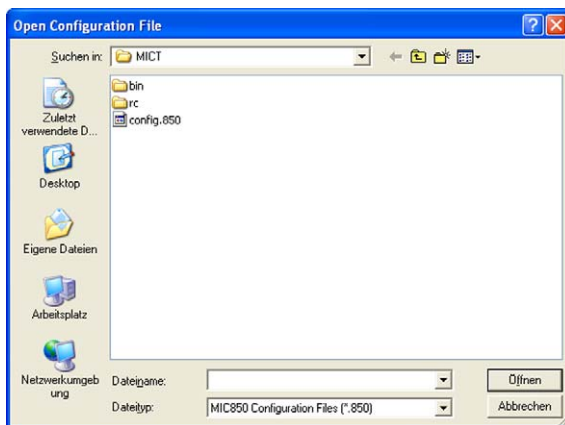 Open Configuration File
Suchen in:
MICT
bin
rc
config.850
Zuletzt
verwendete D...
Desktop
Eigene Dateien
Arbeitsplatz
Netzwerkumgeb
ung
Dateiname:
Öffnen
Dateityp:
MIC850 Configuration Files (*.850)
Abbrechen